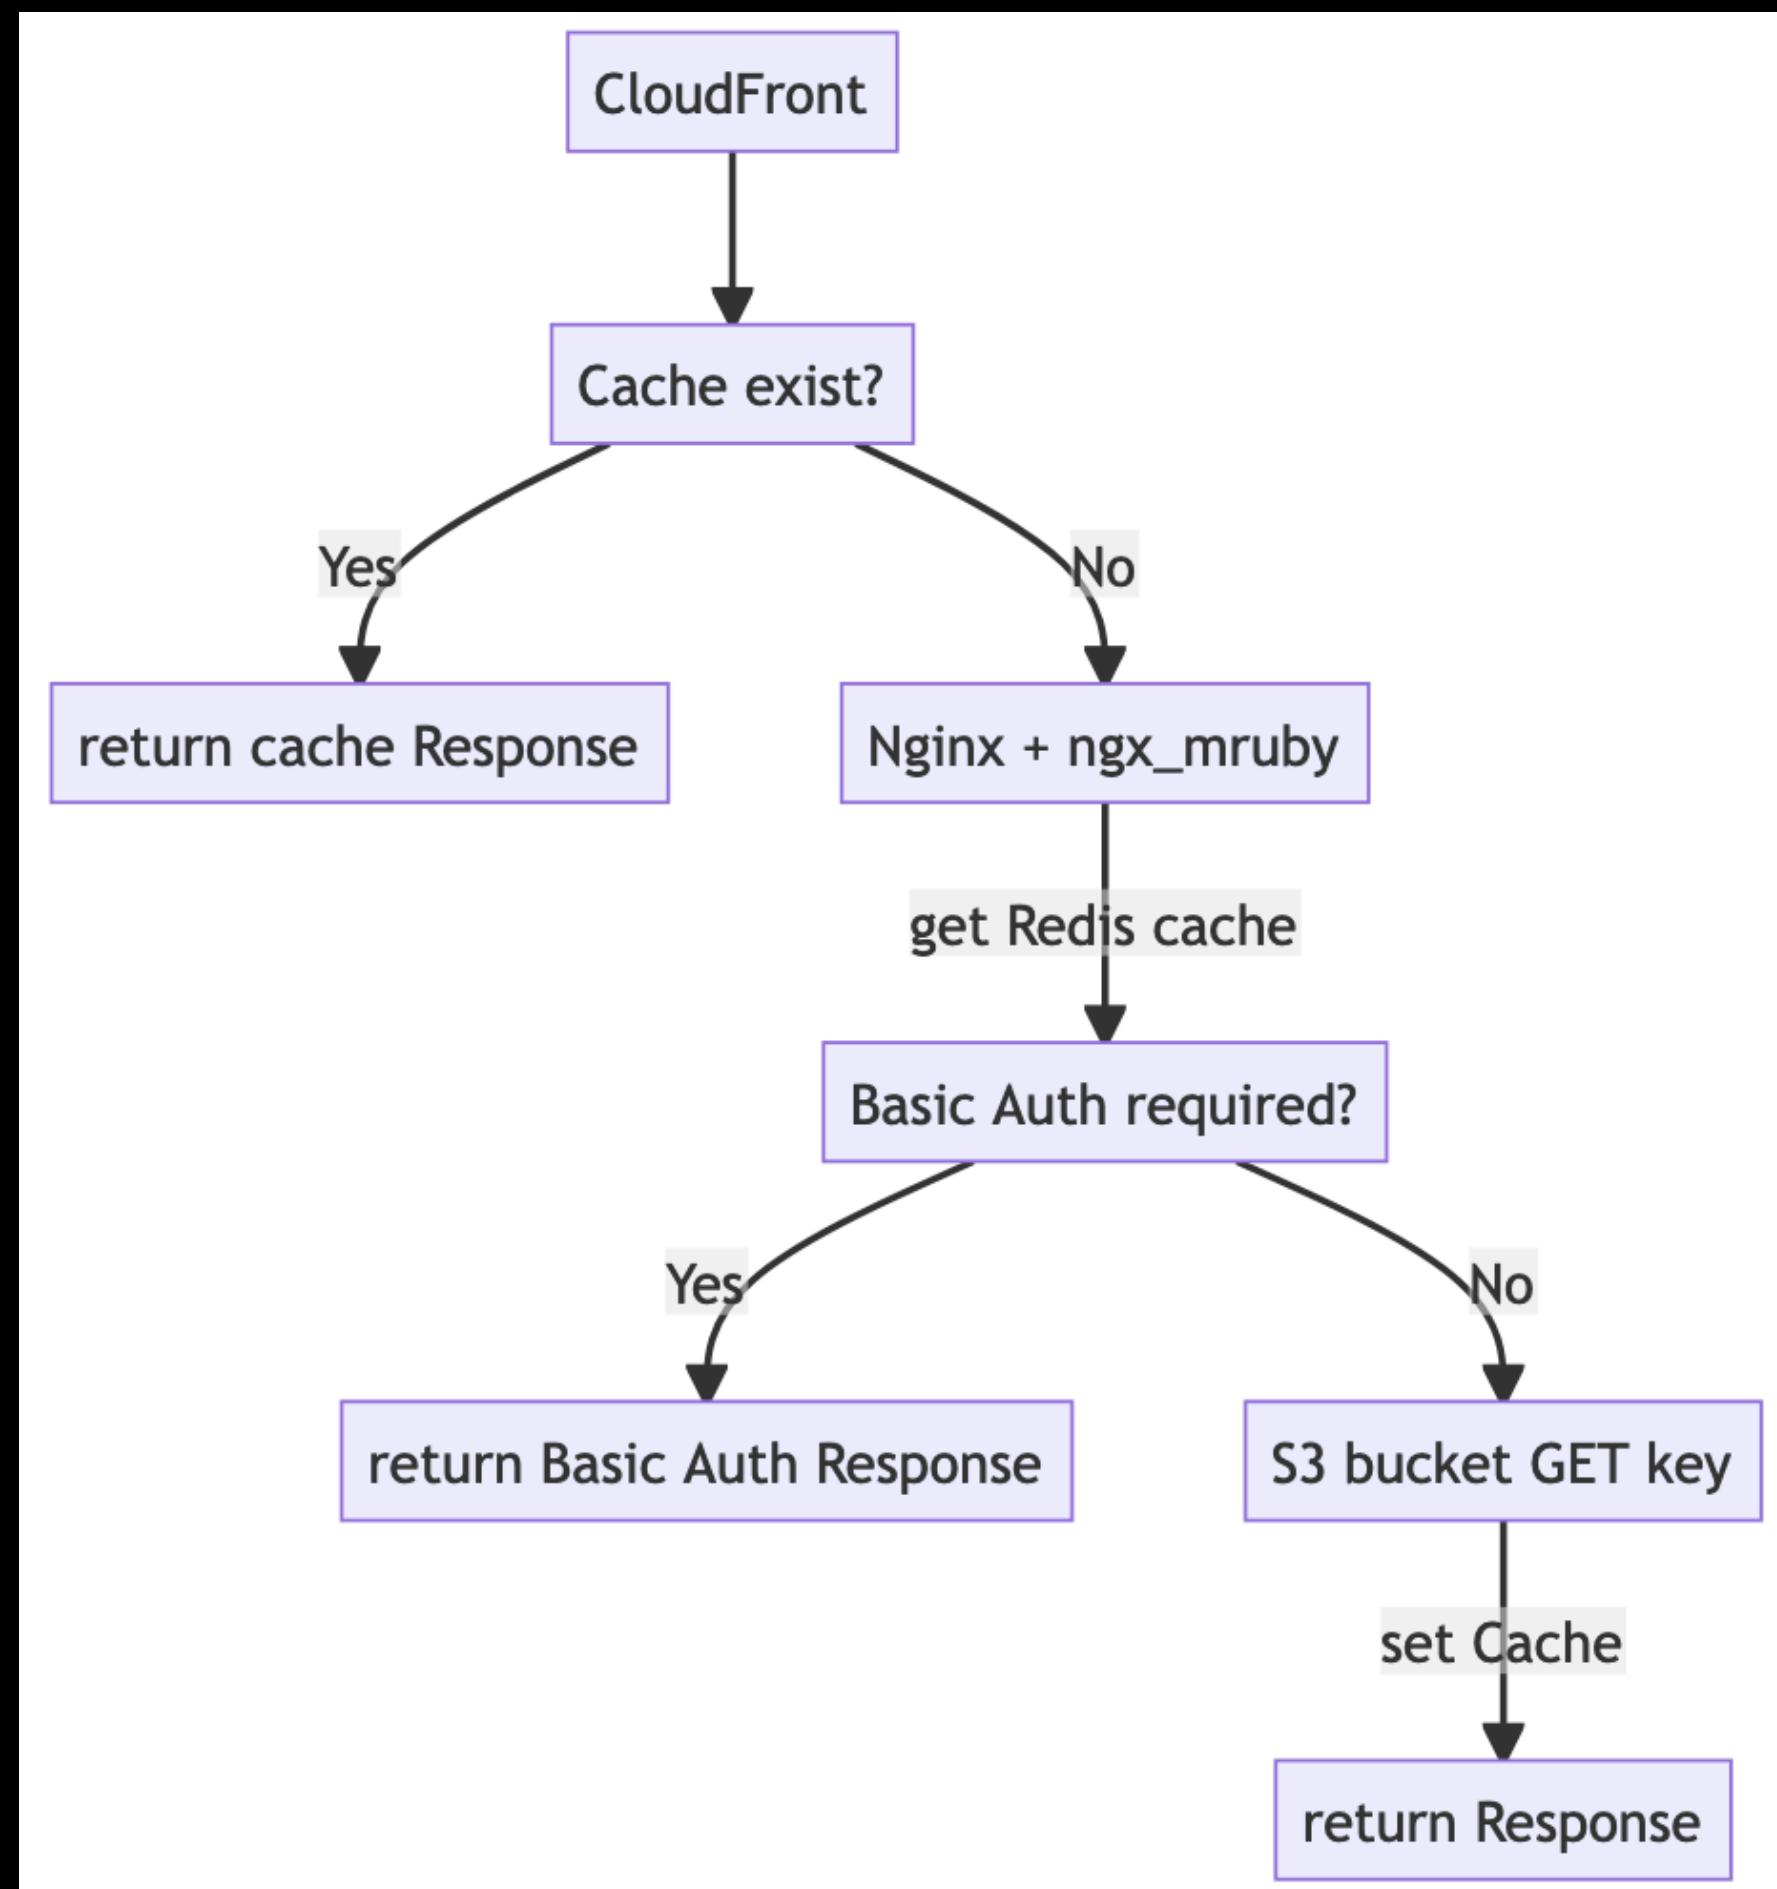 CloudFront
Cache exist?
Yes
No
return cache Response
Nginx + ngx_mruby
get Redis cache
Basic Auth required?
Yes
No
return Basic Auth Response
S3 bucket GET key
set Cache
return Response